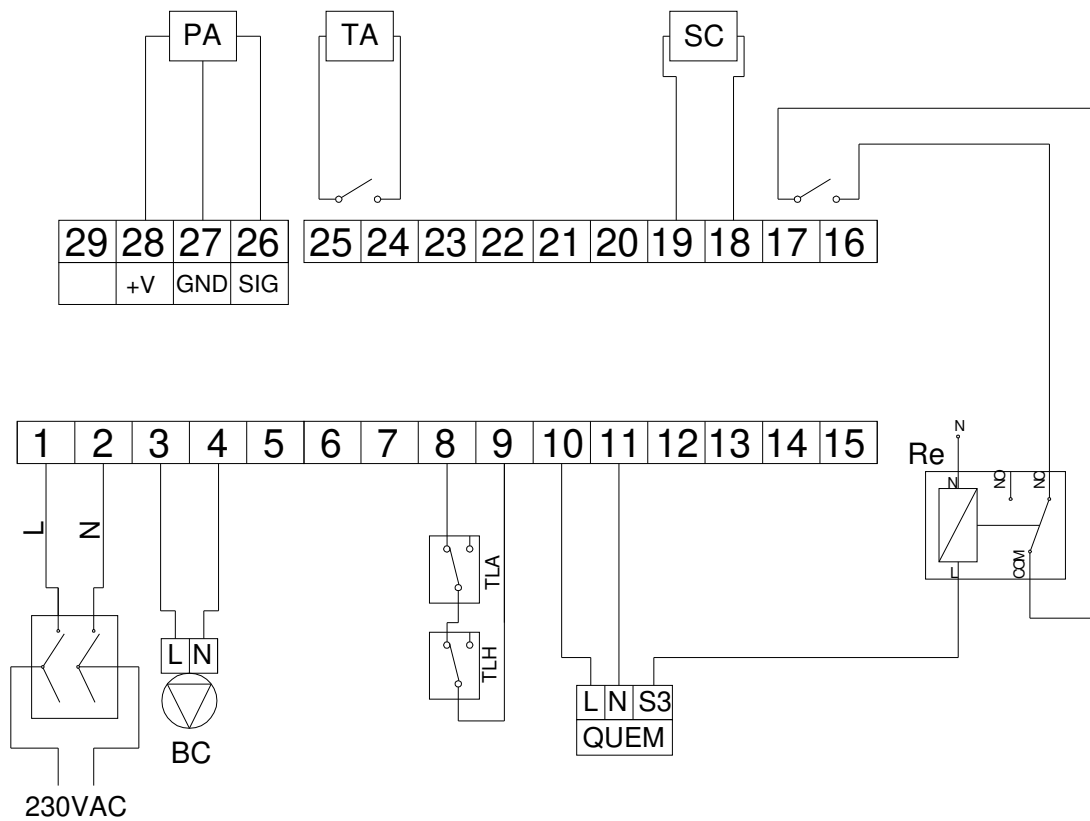 PA TA SC
29 28 27 26 25 24 23 22 21 20 19 18 17 16
+V GND SIG
1 2 3 4 5 6 7 8 9 10 11 12 13 14 15
N
Re
N
L N
COM
L
TLA
TLH
L N
BC
L N S3
QUEM
230VAC